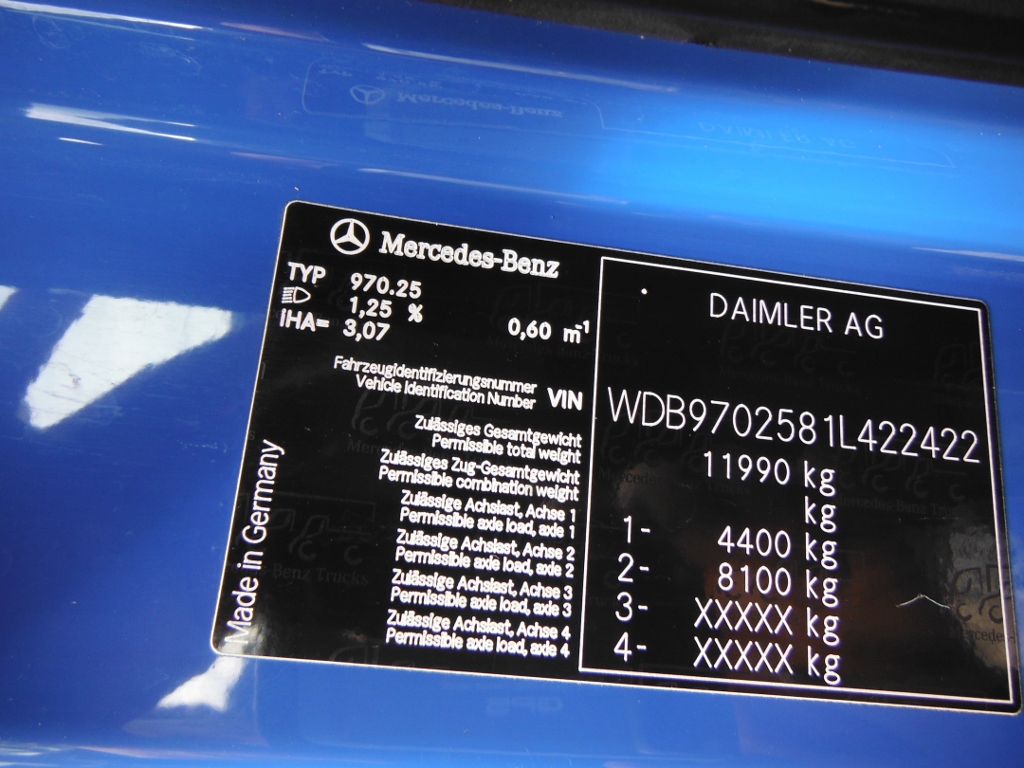 Mercedes-Benz
TYP 970.25
1,25 %
iHA= 3,07 0,60 m⁻¹
Fahrzeugidentifizierungsnummer
Vehicle Identification Number VIN
Zulässiges Gesamtgewicht
Permissible total weight
Zulässiges Zug-Gesamtgewicht
Permissible combination weight
Zulässige Achslast, Achse 1
Permissible axle load, axle 1
Zulässige Achslast, Achse 2
Permissible axle load, axle 2
Zulässige Achslast, Achse 3
Permissible axle load, axle 3
Zulässige Achslast, Achse 4
Permissible axle load, axle 4
Made in Germany
DAIMLER AG
WDB9702581L422422
11990 kg
kg
1- 4400 kg
2- 8100 kg
3- XXXXX kg
4- XXXXX kg